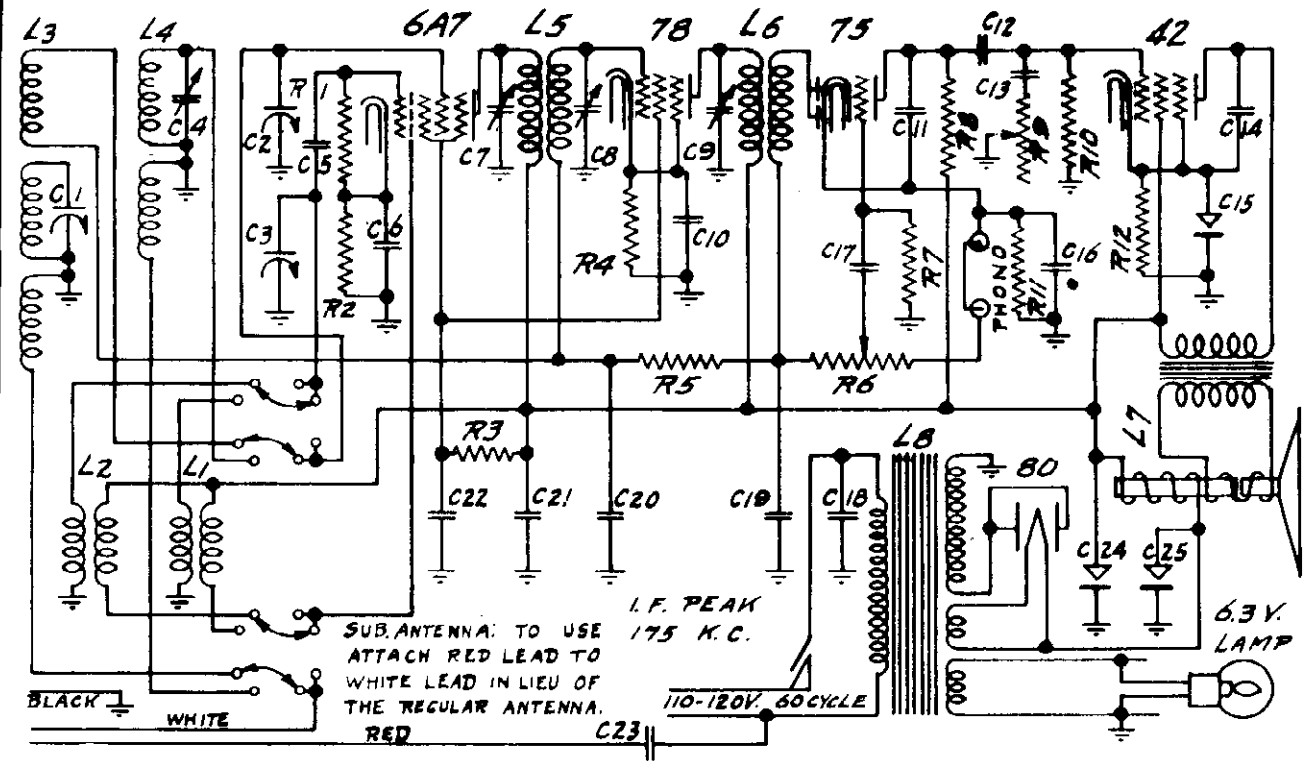 L3
L4
6A7
L5
78
L6
75
C12
42
R1
C4
C2
C5
C7
C8
C9
C11
R8
C13
R9
R10
C14
C1
C3
C6
R4
C10
C17
R7
PHONO
R11
C16
R12
C15
R2
R5
R6
R3
L7
L2
L1
C22
C21
C20
C19
C18
L8
80
C24
C25
I.F. PEAK
175 K.C.
6.3 V.
LAMP
SUB. ANTENNA: TO USE
ATTACH RED LEAD TO
WHITE LEAD IN LIEU OF
THE REGULAR ANTENNA.
BLACK
WHITE
RED
C23
110-120V. 60 CYCLE